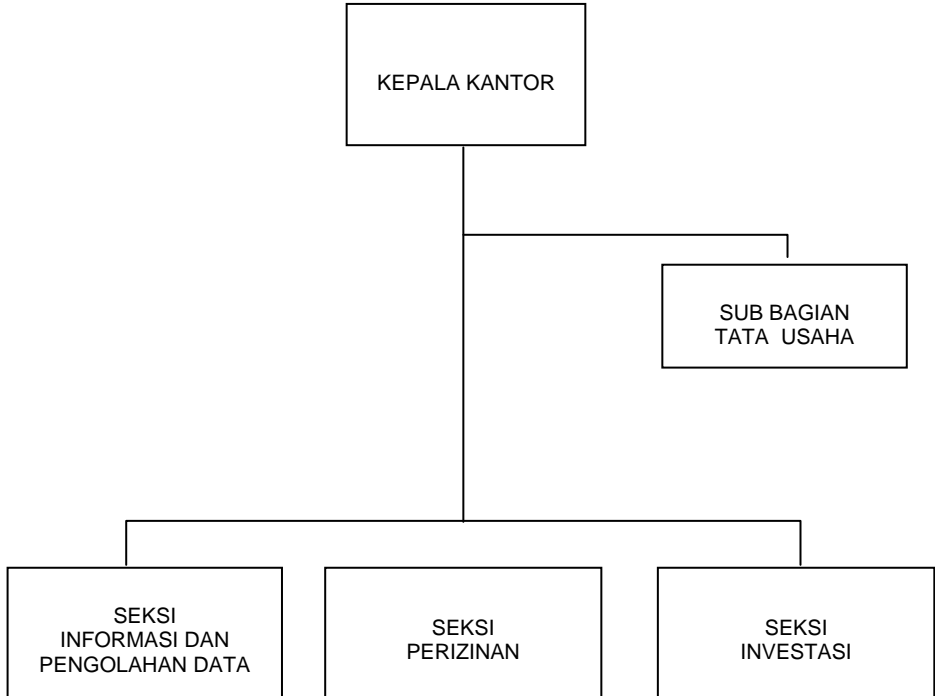 KEPALA KANTOR
SUB BAGIAN
TATA USAHA
SEKSI
INFORMASI DAN
PENGOLAHAN DATA
SEKSI
PERIZINAN
SEKSI
INVESTASI